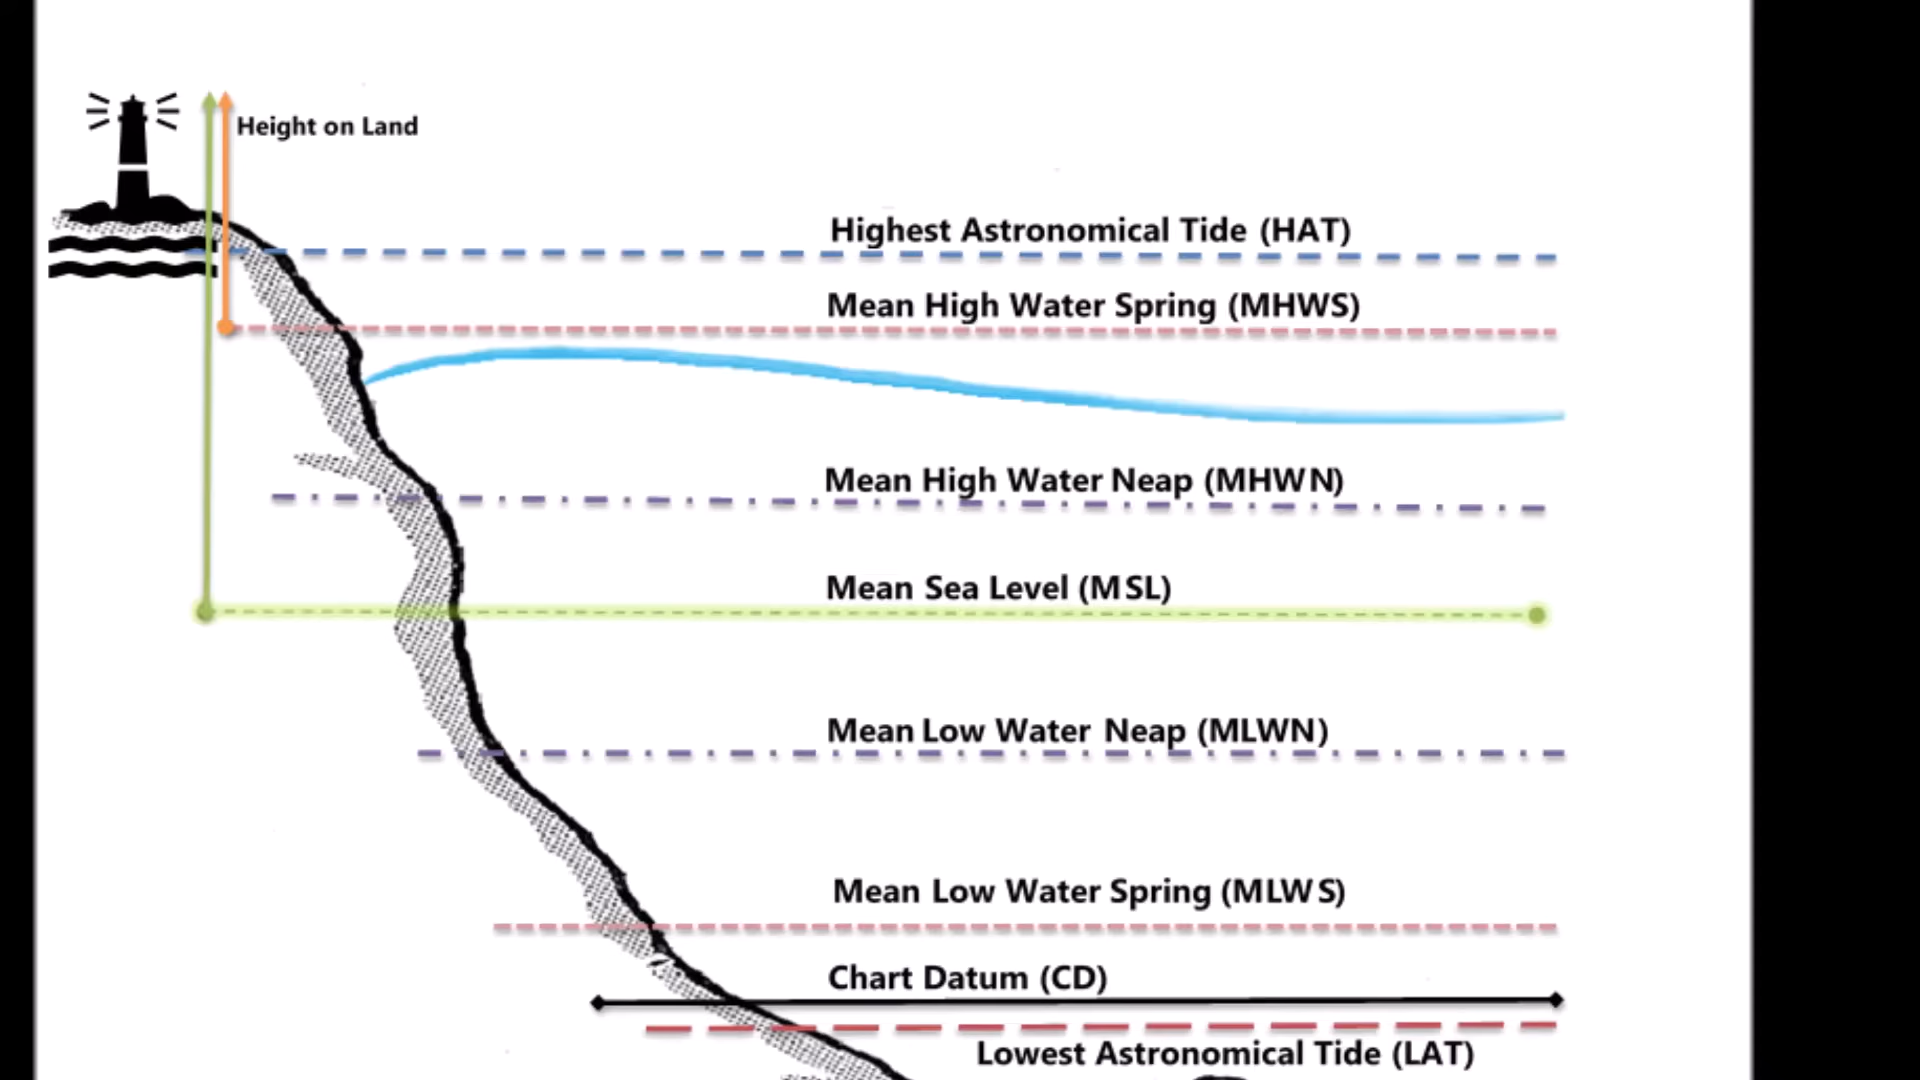 Height on Land
Highest Astronomical Tide (HAT)
Mean High Water Spring (MHWS)
Mean High Water Neap (MHWN)
Mean Sea Level (MSL)
Mean Low Water Neap (MLWN)
Mean Low Water Spring (MLWS)
Chart Datum (CD)
Lowest Astronomical Tide (LAT)